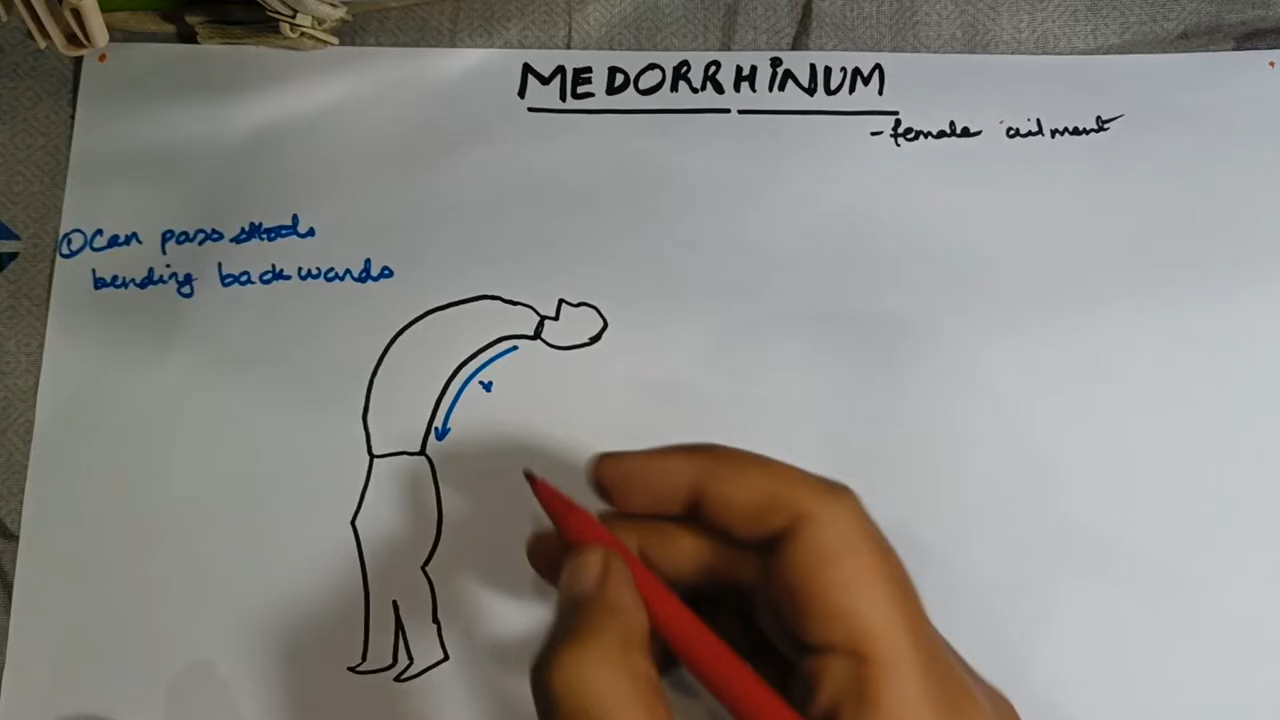 MEDORRHINUM
- female ailment
① Can pass stools
bending backwards
x